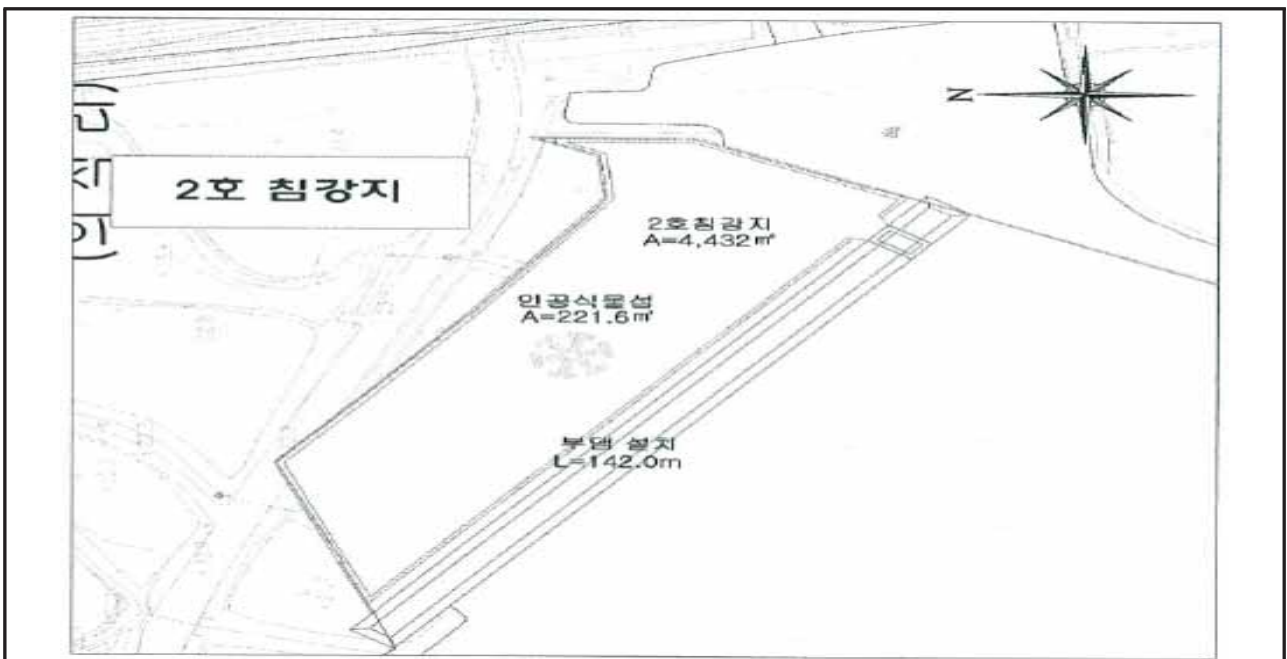 2호 침강지
N
2호침강지
A=4,432㎡
인공식물섬
A=221.6㎡
부댐 설치
L=142.0m